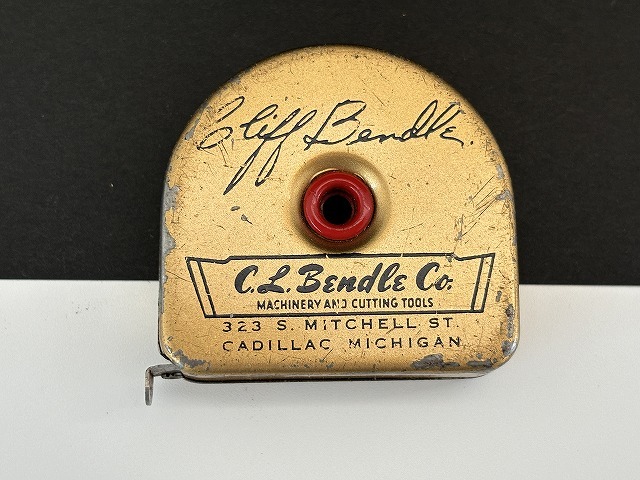 Cliff Bendle.
C.L. Bendle Co.
MACHINERY AND CUTTING TOOLS
323 S. MITCHELL ST.
CADILLAC, MICHIGAN